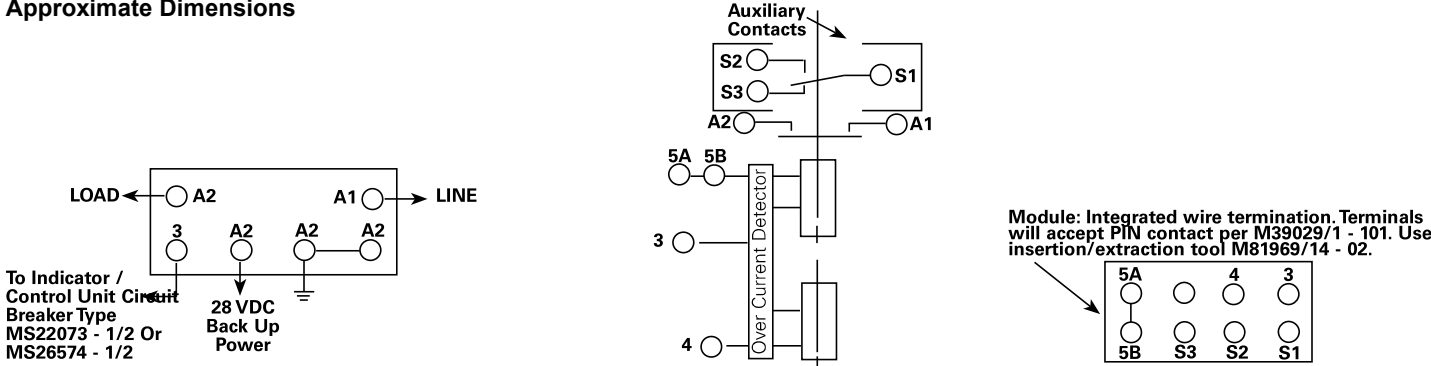 Approximate Dimensions
LOAD
A2
A1
LINE
3
A2
A2
A2
To Indicator /
Control Unit Circuit
Breaker Type
MS22073 - 1/2 Or
MS26574 - 1/2
28 VDC
Back Up
Power
Auxiliary
Contacts
S2
S1
S3
A2
A1
5A 5B
3
4
Over Current Detector
Module: Integrated wire termination. Terminals
will accept PIN contact per M39029/1 - 101. Use
insertion/extraction tool M81969/14 - 02.
5A 4 3
5B S3 S2 S1